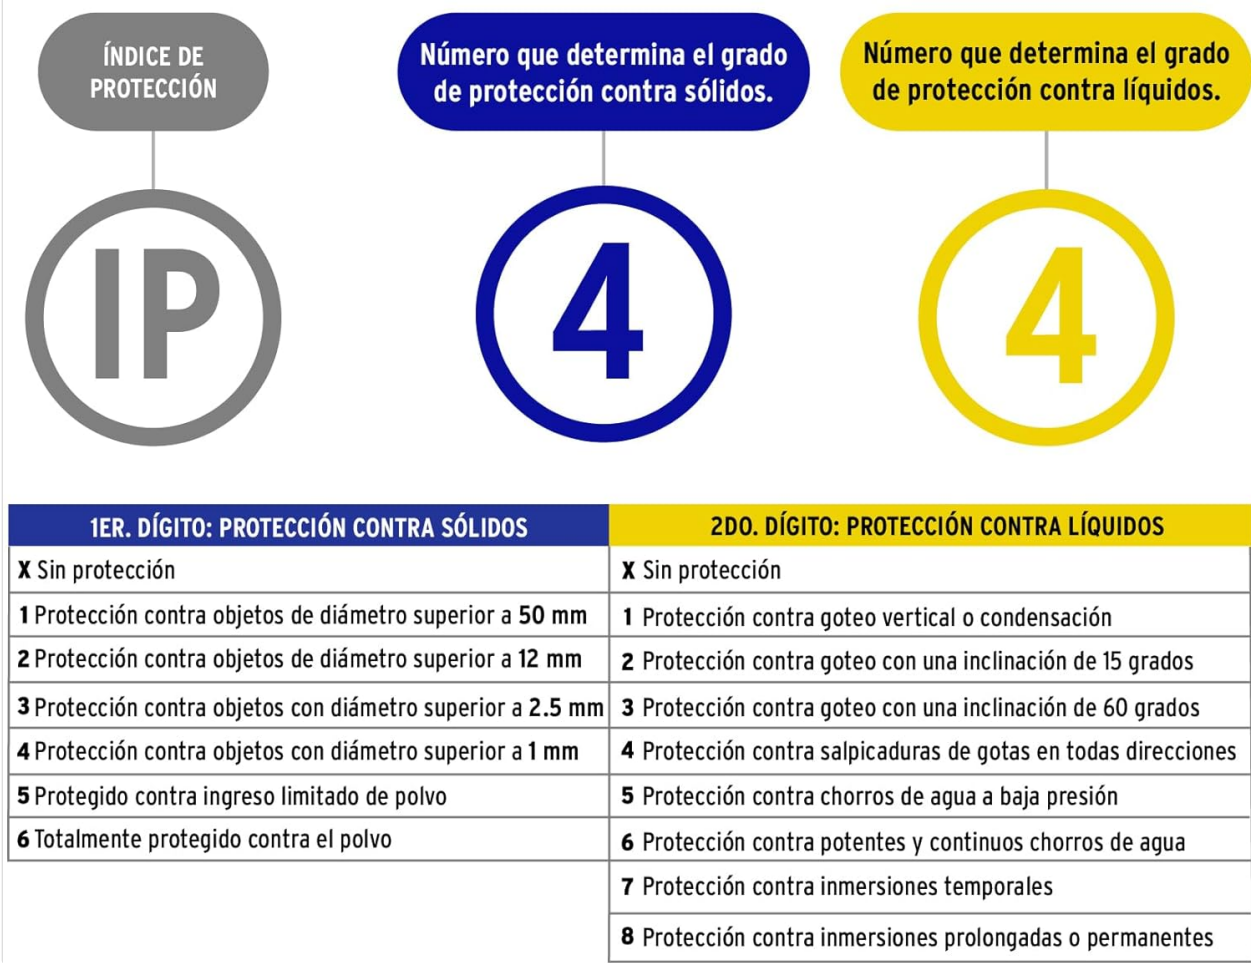 ÍNDICE DE
PROTECCIÓN
Número que determina el grado
de protección contra sólidos.
Número que determina el grado
de protección contra líquidos.
IP
4
4
1ER. DÍGITO: PROTECCIÓN CONTRA SÓLIDOS
X Sin protección
1 Protección contra objetos de diámetro superior a 50 mm
2 Protección contra objetos de diámetro superior a 12 mm
3 Protección contra objetos con diámetro superior a 2.5 mm
4 Protección contra objetos con diámetro superior a 1 mm
5 Protegido contra ingreso limitado de polvo
6 Totalmente protegido contra el polvo
2DO. DÍGITO: PROTECCIÓN CONTRA LÍQUIDOS
X Sin protección
1 Protección contra goteo vertical o condensación
2 Protección contra goteo con una inclinación de 15 grados
3 Protección contra goteo con una inclinación de 60 grados
4 Protección contra salpicaduras de gotas en todas direcciones
5 Protección contra chorros de agua a baja presión
6 Protección contra potentes y continuos chorros de agua
7 Protección contra inmersiones temporales
8 Protección contra inmersiones prolongadas o permanentes